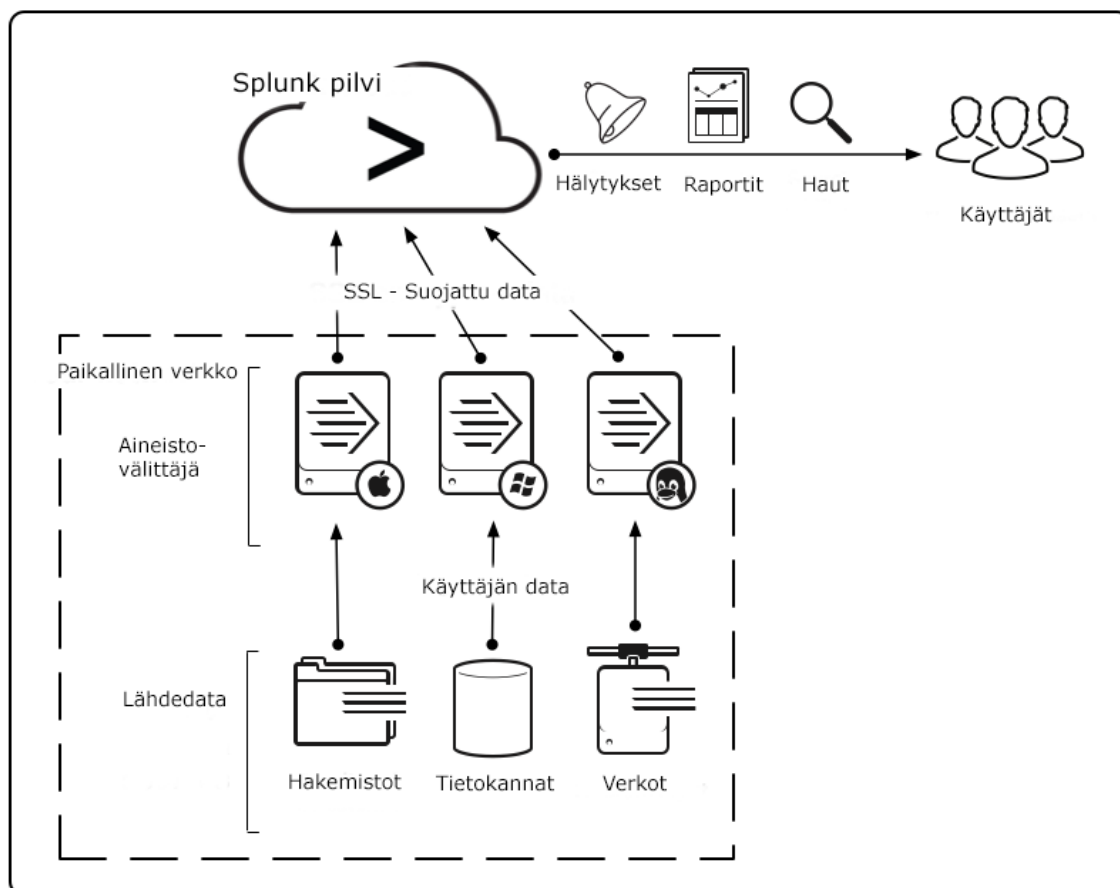 Splunk pilvi
Hälytykset
Raportit
Haut
Käyttäjät
SSL - Suojattu data
Paikallinen verkko
Aineisto-
välittäjä
Käyttäjän data
Lähdedata
Hakemistot
Tietokannat
Verkot